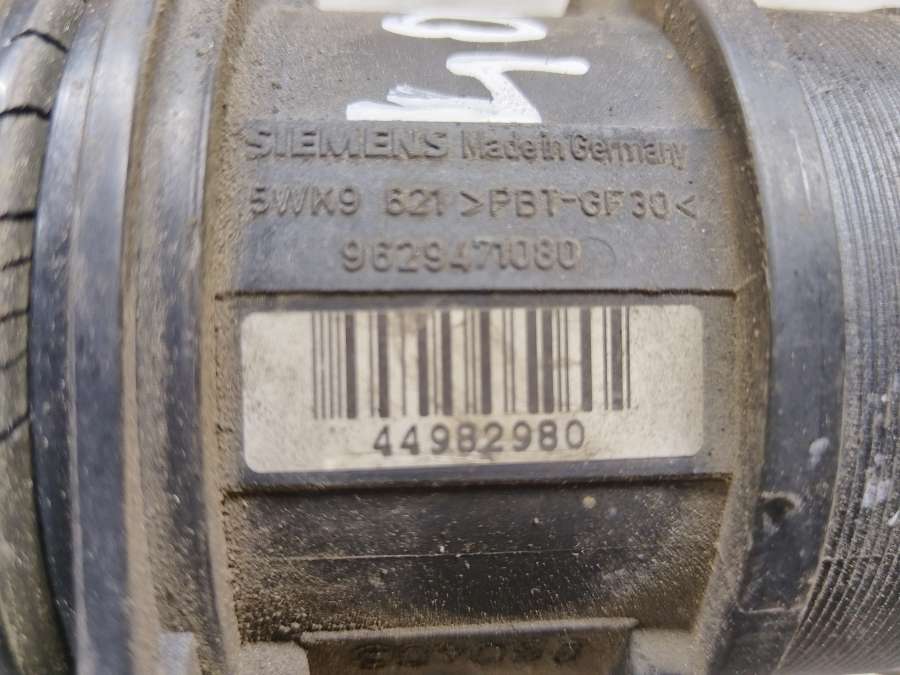 SIEMENS Made in Germany
5WK9 621 >PBT-GF30<
9629471080
44982980